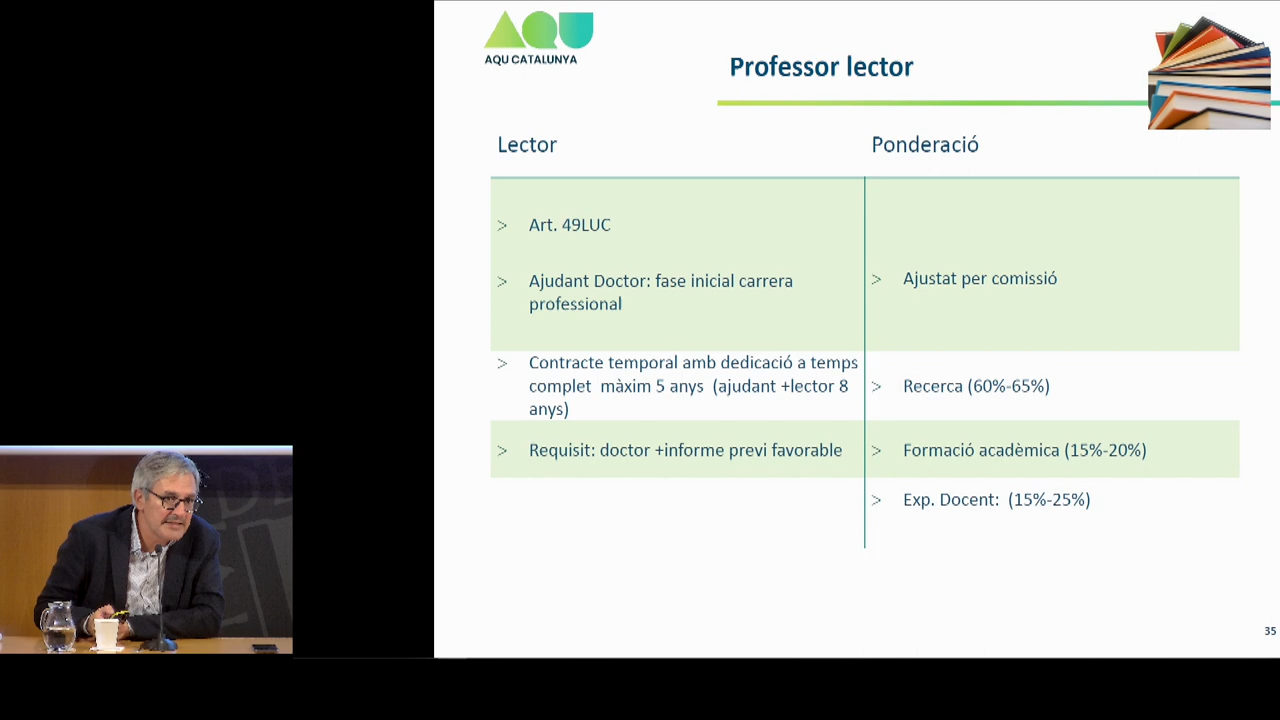 AQU
AQU CATALUNYA
Professor lector
Lector
Ponderació
> Art. 49LUC
> Ajudant Doctor: fase inicial carrera
professional
> Ajustat per comissió
> Contracte temporal amb dedicació a temps
complet màxim 5 anys (ajudant +lector 8
anys)
> Recerca (60%-65%)
> Requisit: doctor +informe previ favorable
> Formació acadèmica (15%-20%)
> Exp. Docent: (15%-25%)
35